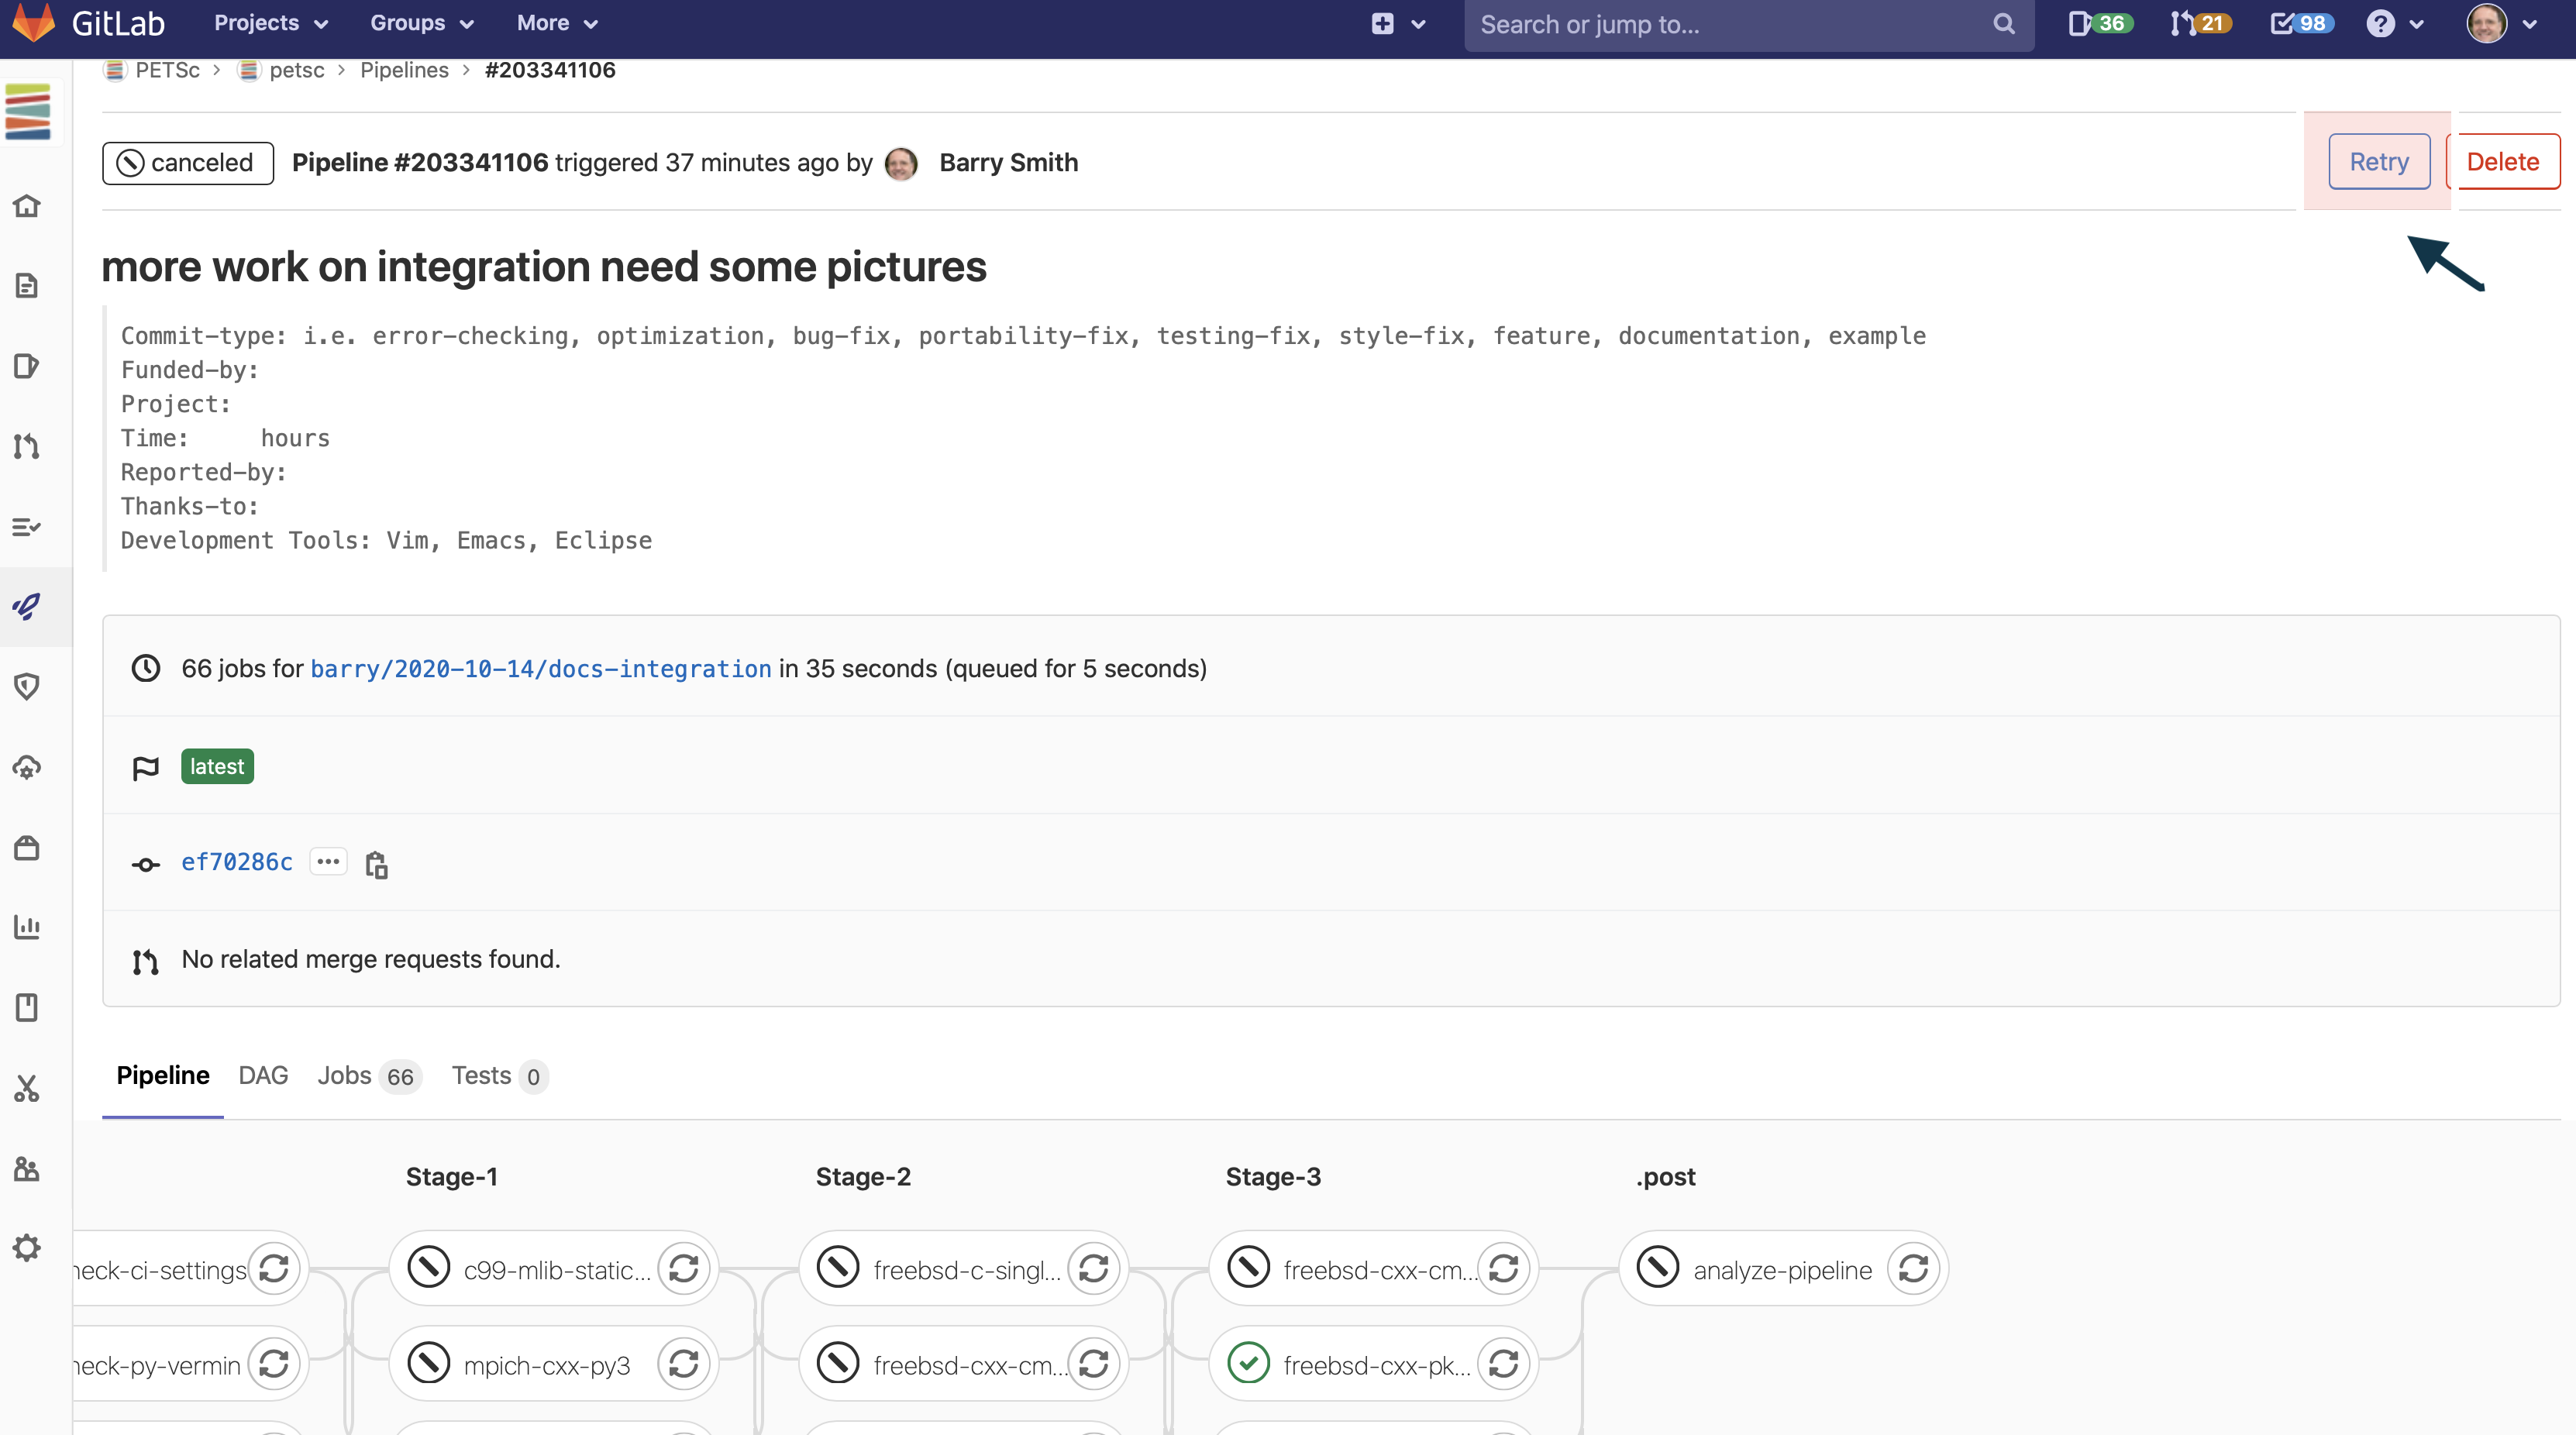 GitLab Projects Groups More Search or jump to... 36 21 98
PETSc > petsc > Pipelines > #203341106
canceled Pipeline #203341106 triggered 37 minutes ago by Barry Smith Retry Delete
more work on integration need some pictures
Commit-type: i.e. error-checking, optimization, bug-fix, portability-fix, testing-fix, style-fix, feature, documentation, example
Funded-by:
Project:
Time: hours
Reported-by:
Thanks-to:
Development Tools: Vim, Emacs, Eclipse
66 jobs for barry/2020-10-14/docs-integration in 35 seconds (queued for 5 seconds)
latest
ef70286c ...
No related merge requests found.
Pipeline DAG Jobs 66 Tests 0
Stage-1 Stage-2 Stage-3 .post
heck-ci-settings c99-mlib-static... freebsd-c-singl... freebsd-cxx-cm... analyze-pipeline
heck-py-vermin mpich-cxx-py3 freebsd-cxx-cm... freebsd-cxx-pk...